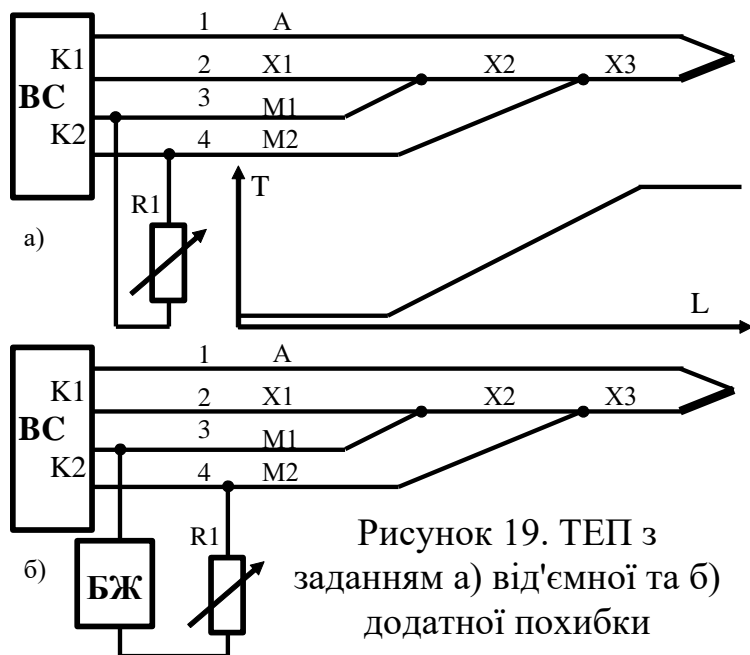 1 A
K1 2 X1 X2 X3
ВС 3 M1
K2 4 M2
R1 T
а)
L
1 A
K1 2 X1 X2 X3
ВС 3 M1
K2 4 M2
R1
б) БЖ
Рисунок 19. ТЕП з
заданням а) від'ємної та б)
додатної похибки